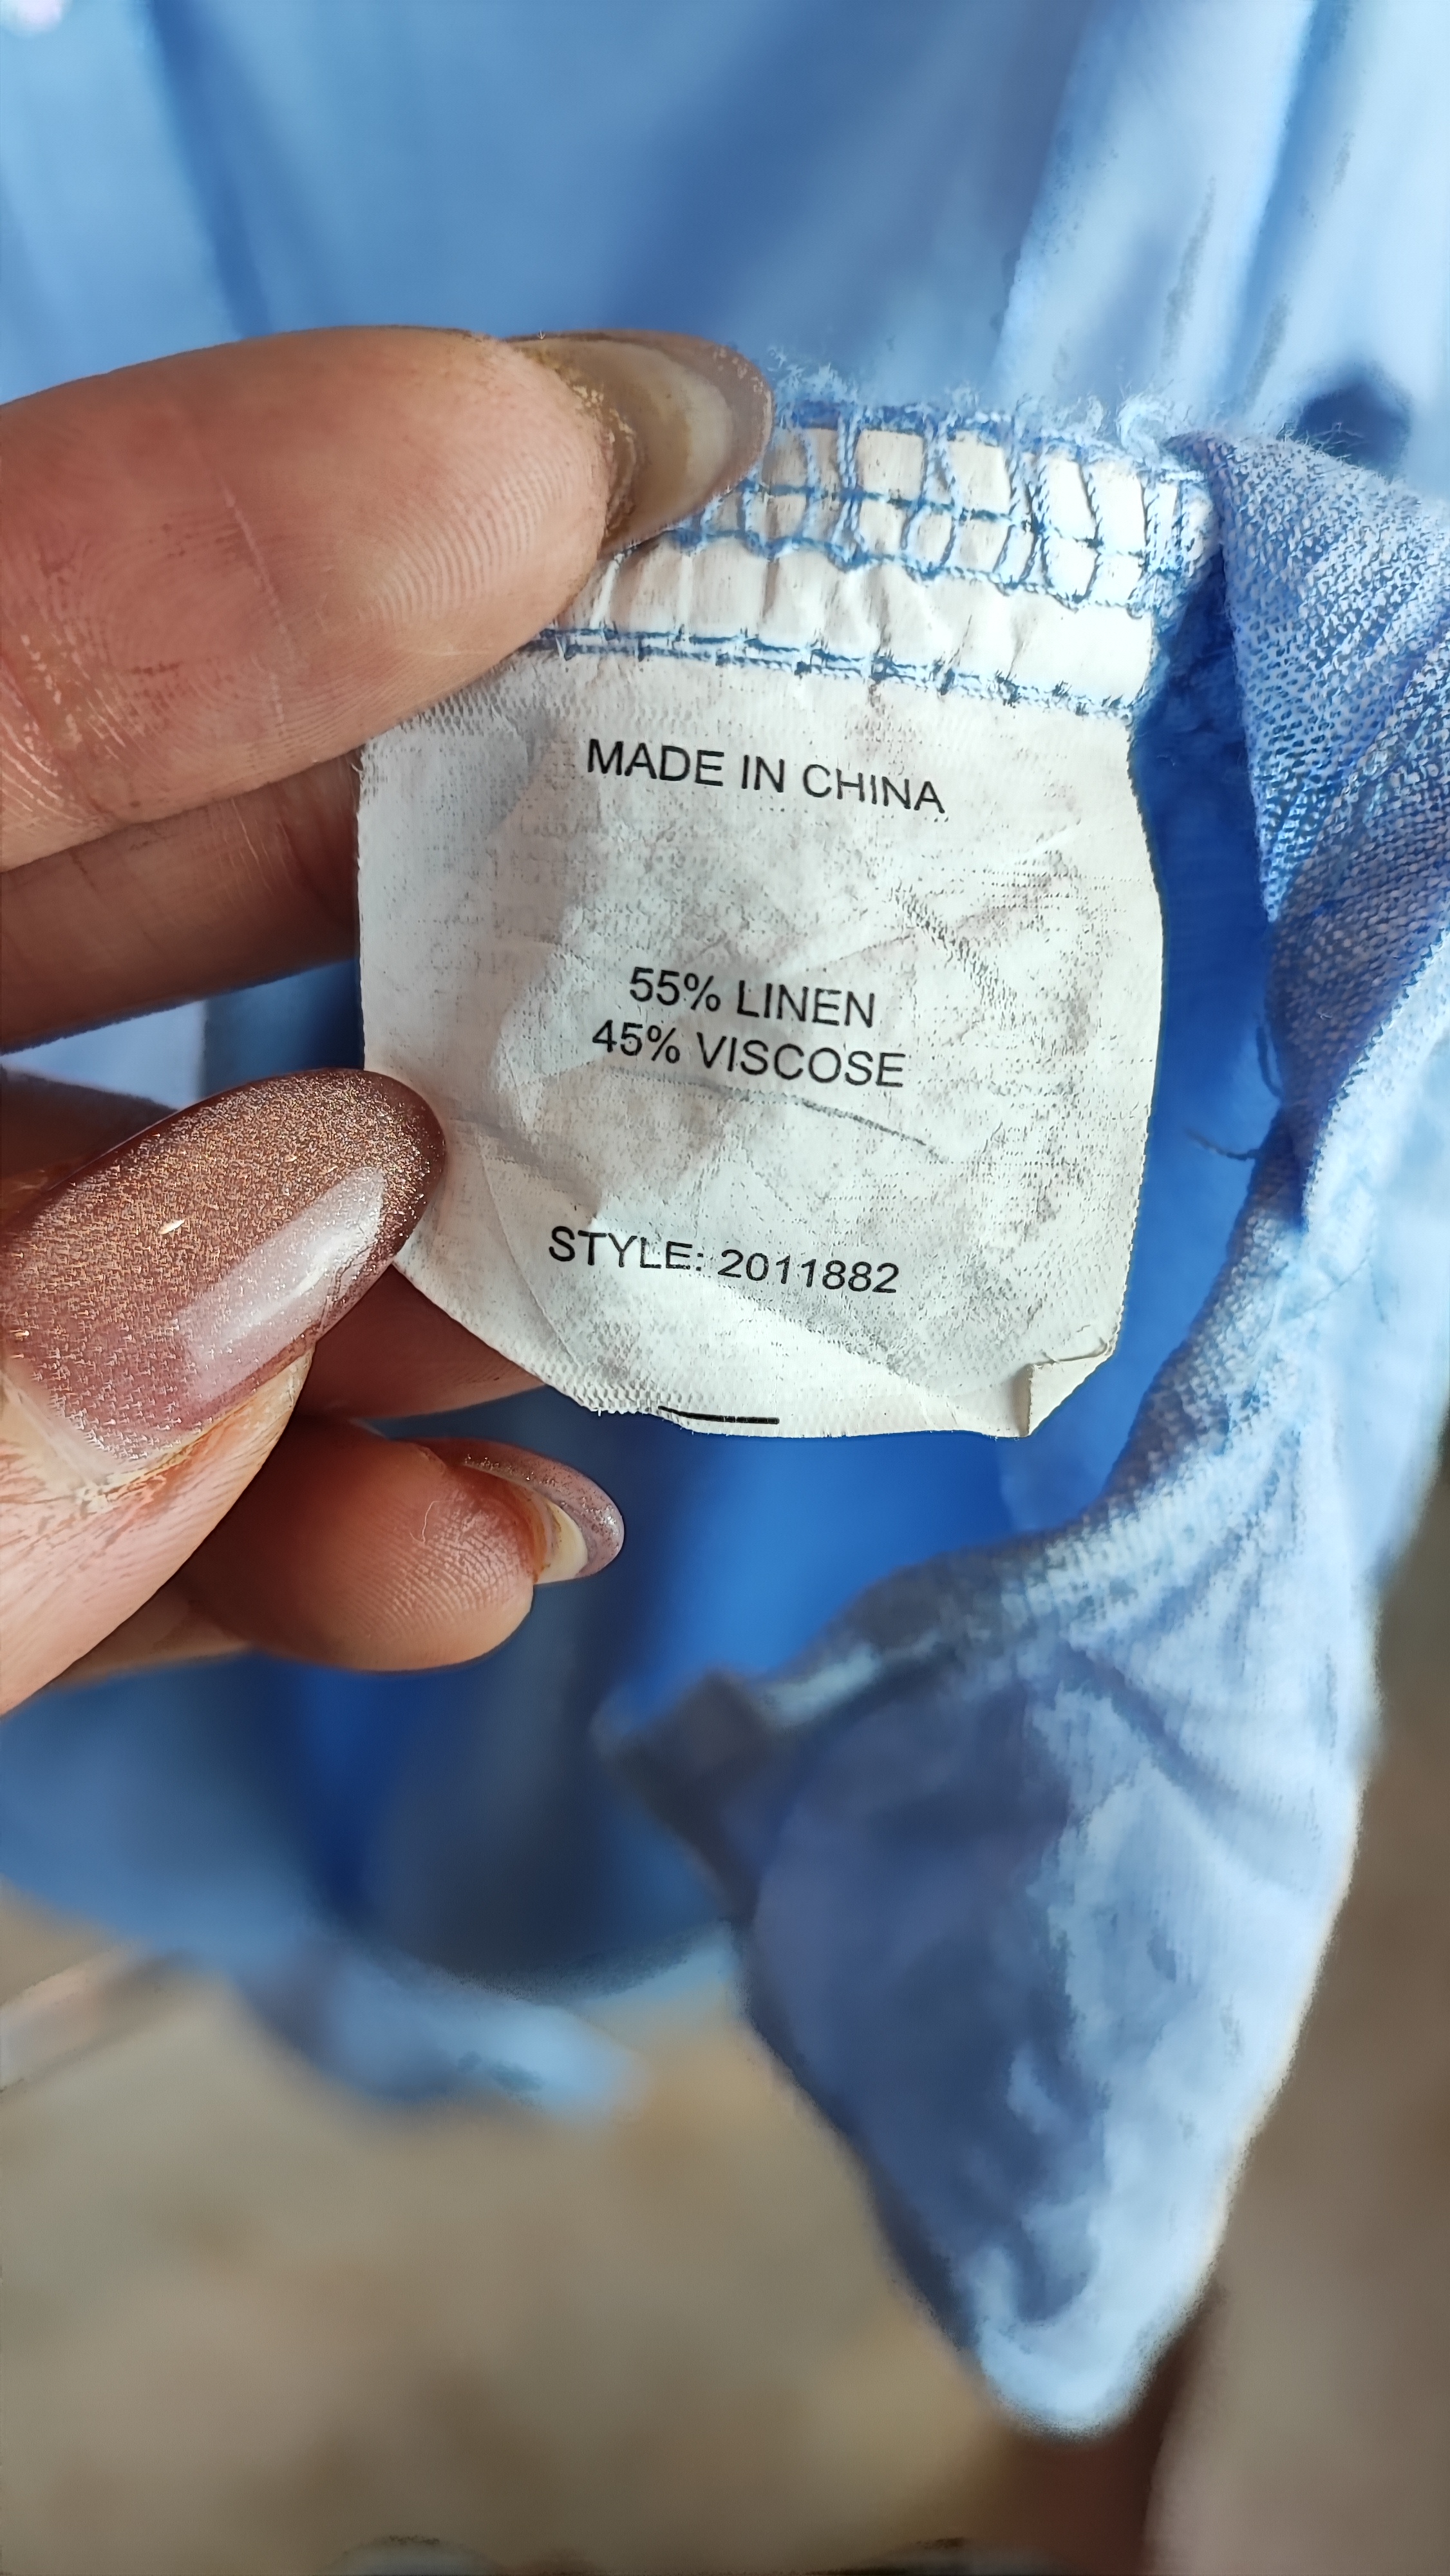 MADE IN CHINA
55% LINEN
45% VISCOSE
STYLE: 2011882